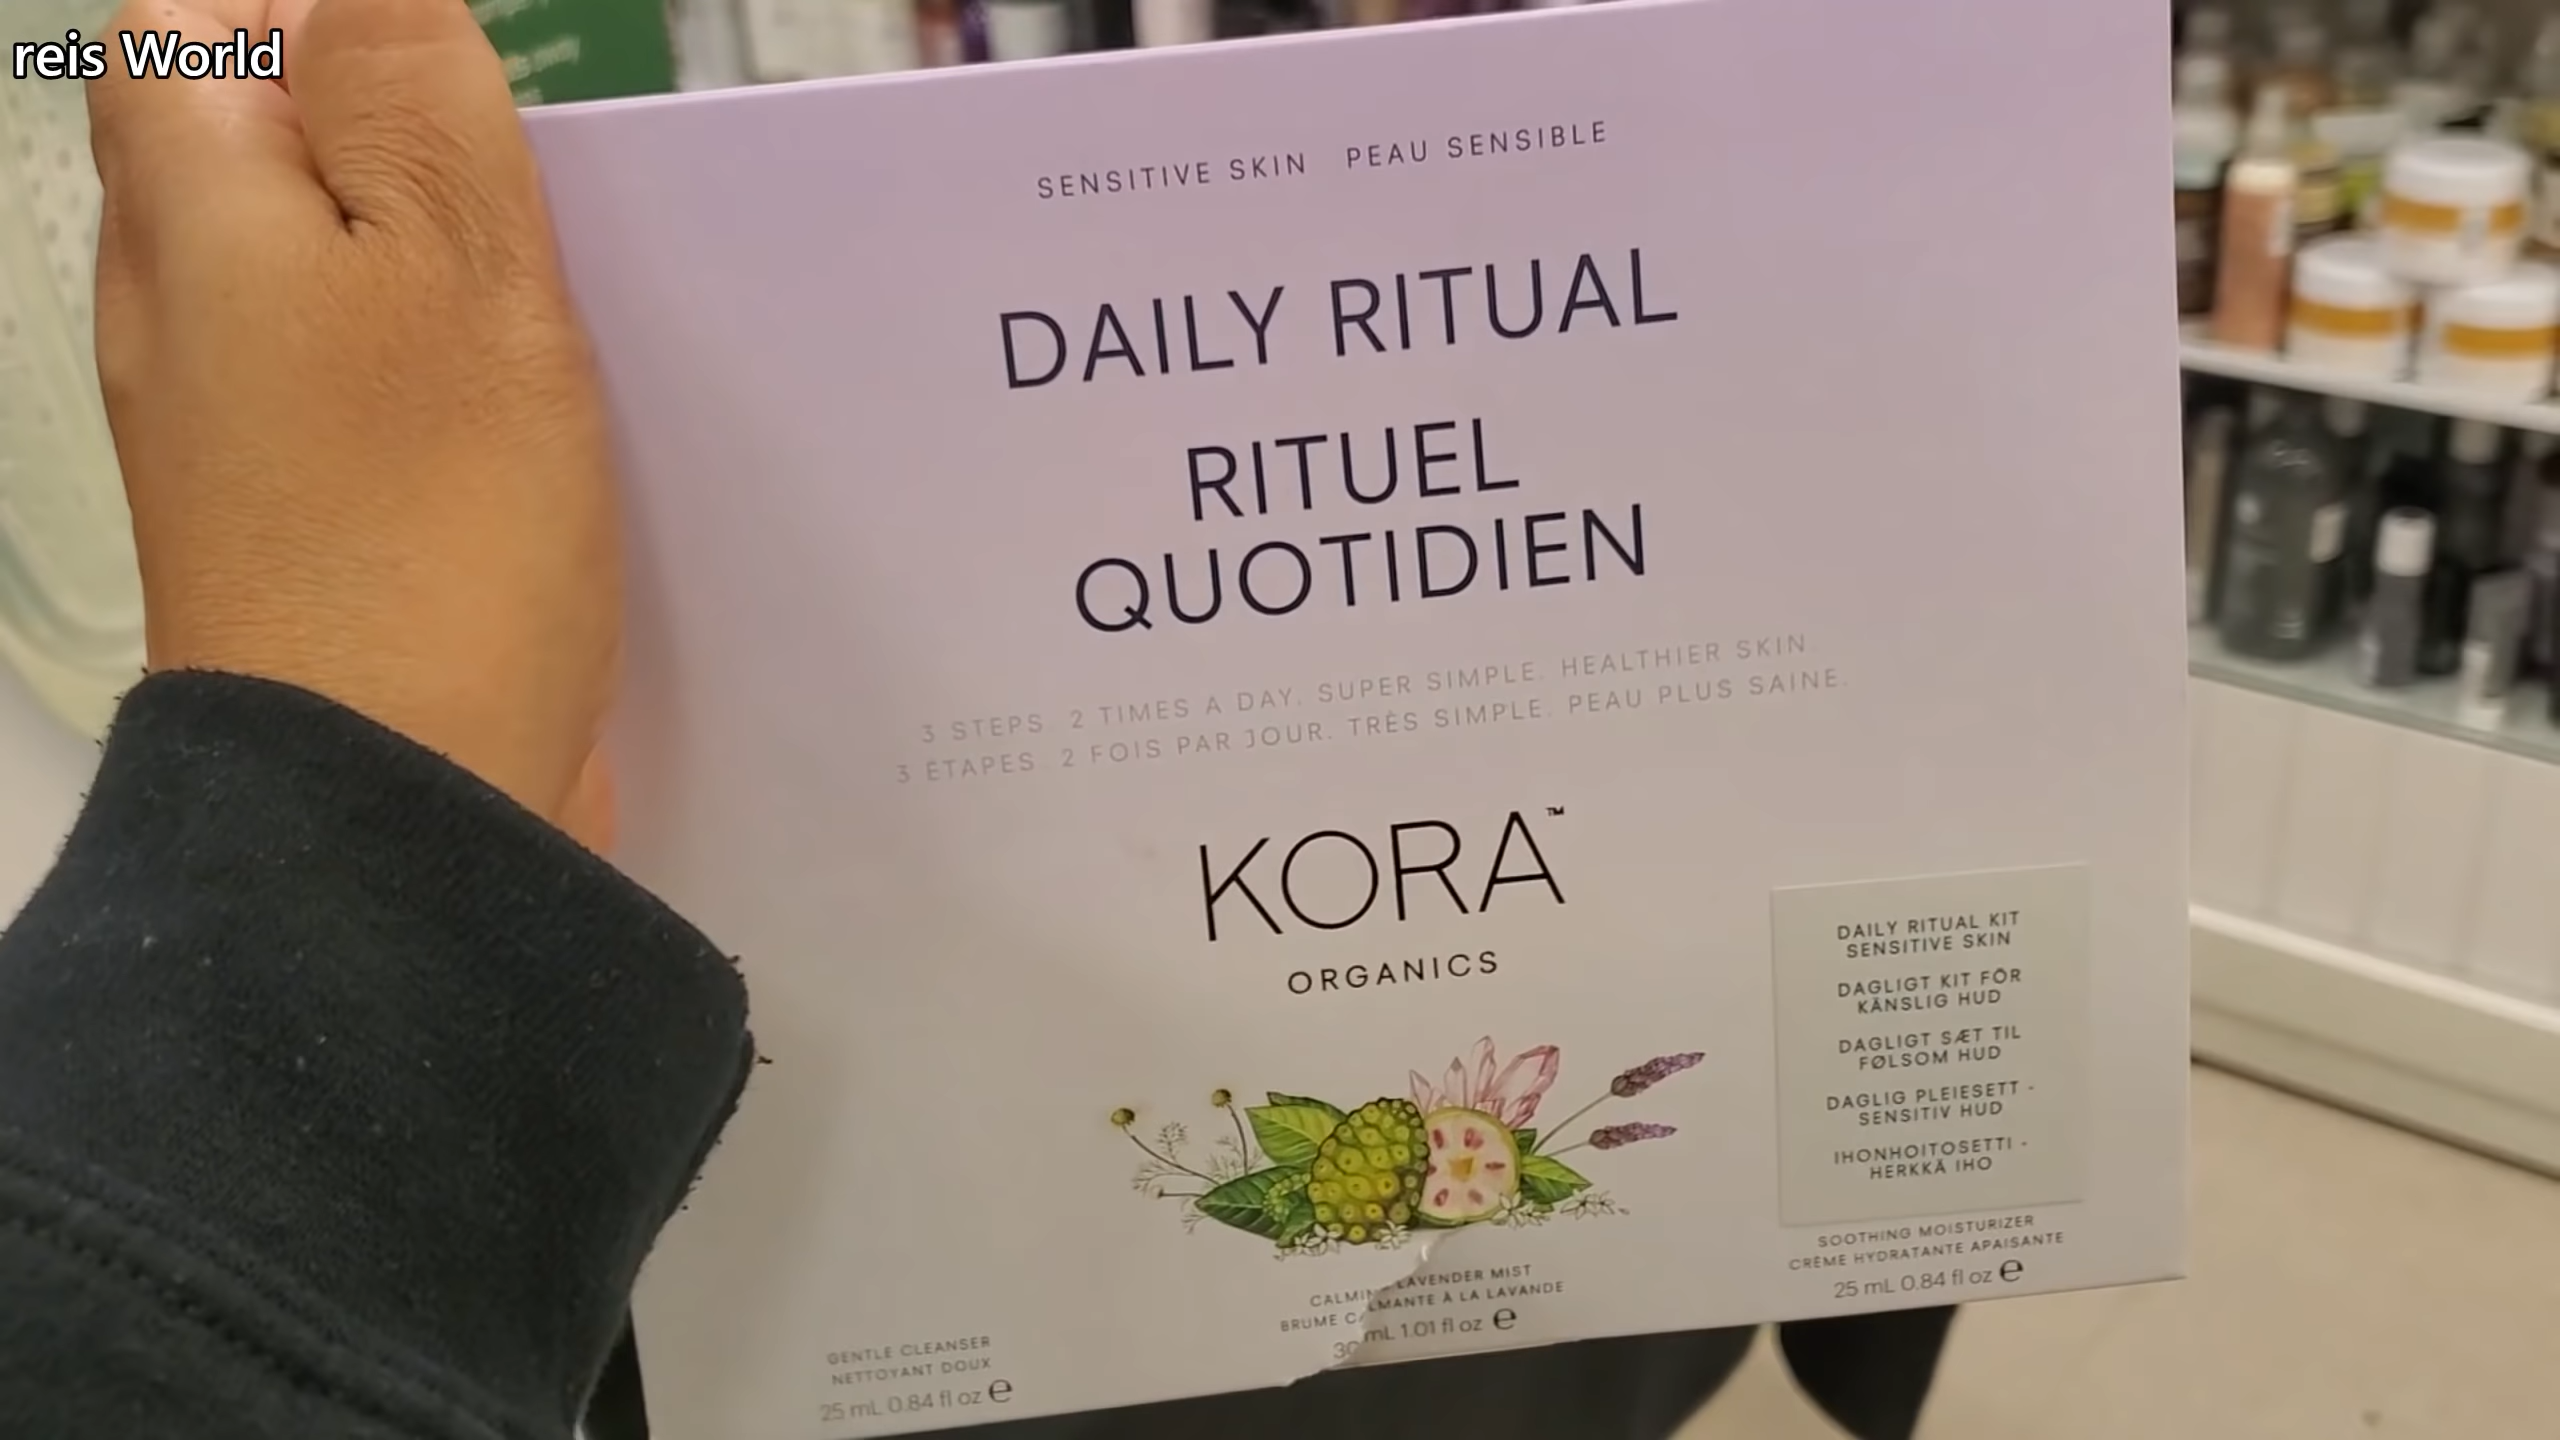 reis World
SENSITIVE SKIN PEAU SENSIBLE
DAILY RITUAL
RITUEL
QUOTIDIEN
3 STEPS. 2 TIMES A DAY. SUPER SIMPLE. HEALTHIER SKIN.
3 ÉTAPES. 2 FOIS PAR JOUR. TRÈS SIMPLE. PEAU PLUS SAINE.
KORA™
ORGANICS
DAILY RITUAL KIT
SENSITIVE SKIN
DAGLIGT KIT FÖR
KÄNSLIG HUD
DAGLIGT SÆT TIL
FØLSOM HUD
DAGLIG PLEIESETT -
SENSITIV HUD
IHONHOITOSETTI -
HERKKÄ IHO
GENTLE CLEANSER
NETTOYANT DOUX
25 mL 0.84 fl oz ℮
LAVENDER MIST
BRUME À LA LAVANDE
mL 1.01 fl oz ℮
SOOTHING MOISTURIZER
CRÈME HYDRATANTE APAISANTE
25 mL 0.84 fl oz ℮